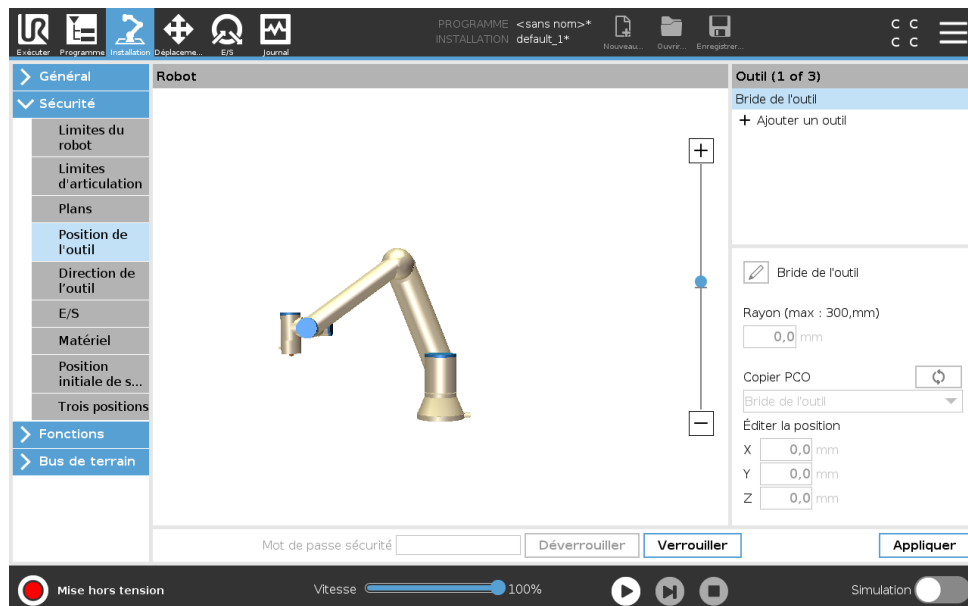 PROGRAMME <sans nom>*
INSTALLATION default_1*
Exécuter
Programme
Installation
Déplaceme...
E/S
Journal
Nouveau...
Ouvrir...
Enregistrer...
C C
C C
Général
Sécurité
Limites du
robot
Limites
d'articulation
Plans
Position de
l'outil
Direction de
l’outil
E/S
Matériel
Position
initiale de s...
Trois positions
Fonctions
Bus de terrain
Robot
+
−
Outil (1 of 3)
Bride de l'outil
+ Ajouter un outil
Bride de l'outil
Rayon (max : 300,mm)
0,0 mm
Copier PCO
Bride de l'outil
Éditer la position
X 0,0 mm
Y 0,0 mm
Z 0,0 mm
Mot de passe sécurité
Déverrouiller
Verrouiller
Appliquer
Mise hors tension
Vitesse
100%
Simulation